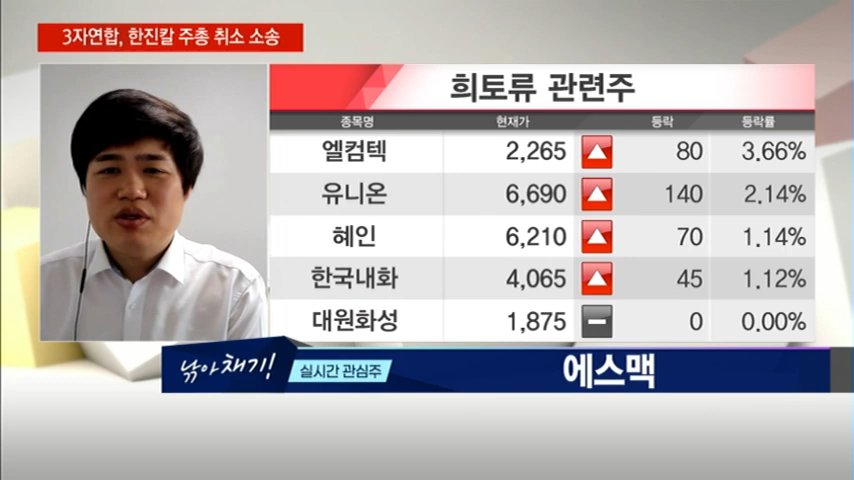 3자연합, 한진칼 주총 취소 소송
희토류 관련주
종목명 현재가 등락 등락률
엘컴텍 2,265 80 3.66%
유니온 6,690 140 2.14%
혜인 6,210 70 1.14%
한국내화 4,065 45 1.12%
대원화성 1,875 0 0.00%
낚아채기! 실시간 관심주 에스맥